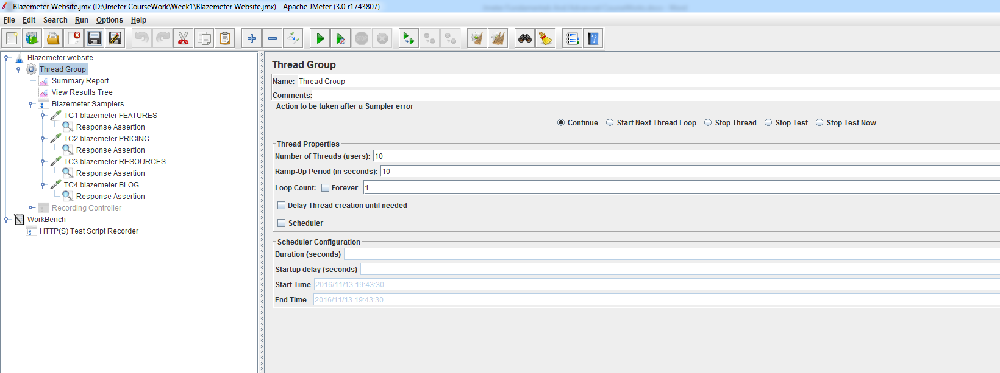 Blazemeter Website.jmx (D:\Jmeter CourseWork\Week1\Blazemeter Website.jmx) - Apache JMeter (3.0 r1743807)
File Edit Search Run Options Help
STOP
Blazemeter website
Thread Group
Summary Report
View Results Tree
Blazemeter Samplers
TC1 blazemeter FEATURES
Response Assertion
TC2 blazemeter PRICING
Response Assertion
TC3 blazemeter RESOURCES
Response Assertion
TC4 blazemeter BLOG
Response Assertion
Recording Controller
WorkBench
HTTP(S) Test Script Recorder
Thread Group
Name: Thread Group
Comments:
Action to be taken after a Sampler error
Continue Start Next Thread Loop Stop Thread Stop Test Stop Test Now
Thread Properties
Number of Threads (users): 10
Ramp-Up Period (in seconds): 10
Loop Count: Forever 1
Delay Thread creation until needed
Scheduler
Scheduler Configuration
Duration (seconds)
Startup delay (seconds)
Start Time 2016/11/13 19:43:30
End Time 2016/11/13 19:43:30